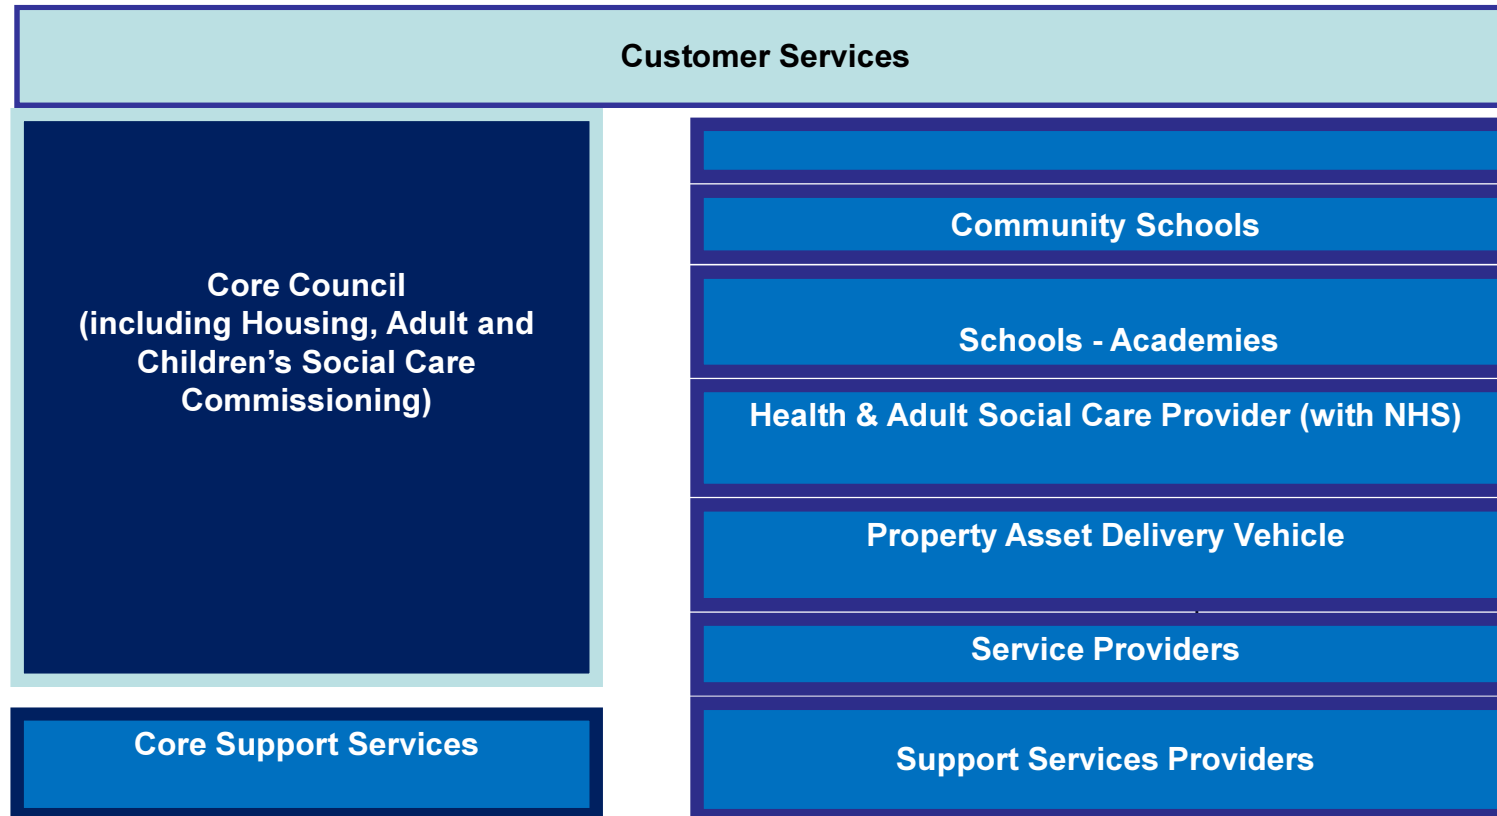 Customer Services
Core Council
(including Housing, Adult and
Children’s Social Care
Commissioning)
Core Support Services
Community Schools
Schools - Academies
Health & Adult Social Care Provider (with NHS)
Property Asset Delivery Vehicle
Service Providers
Support Services Providers